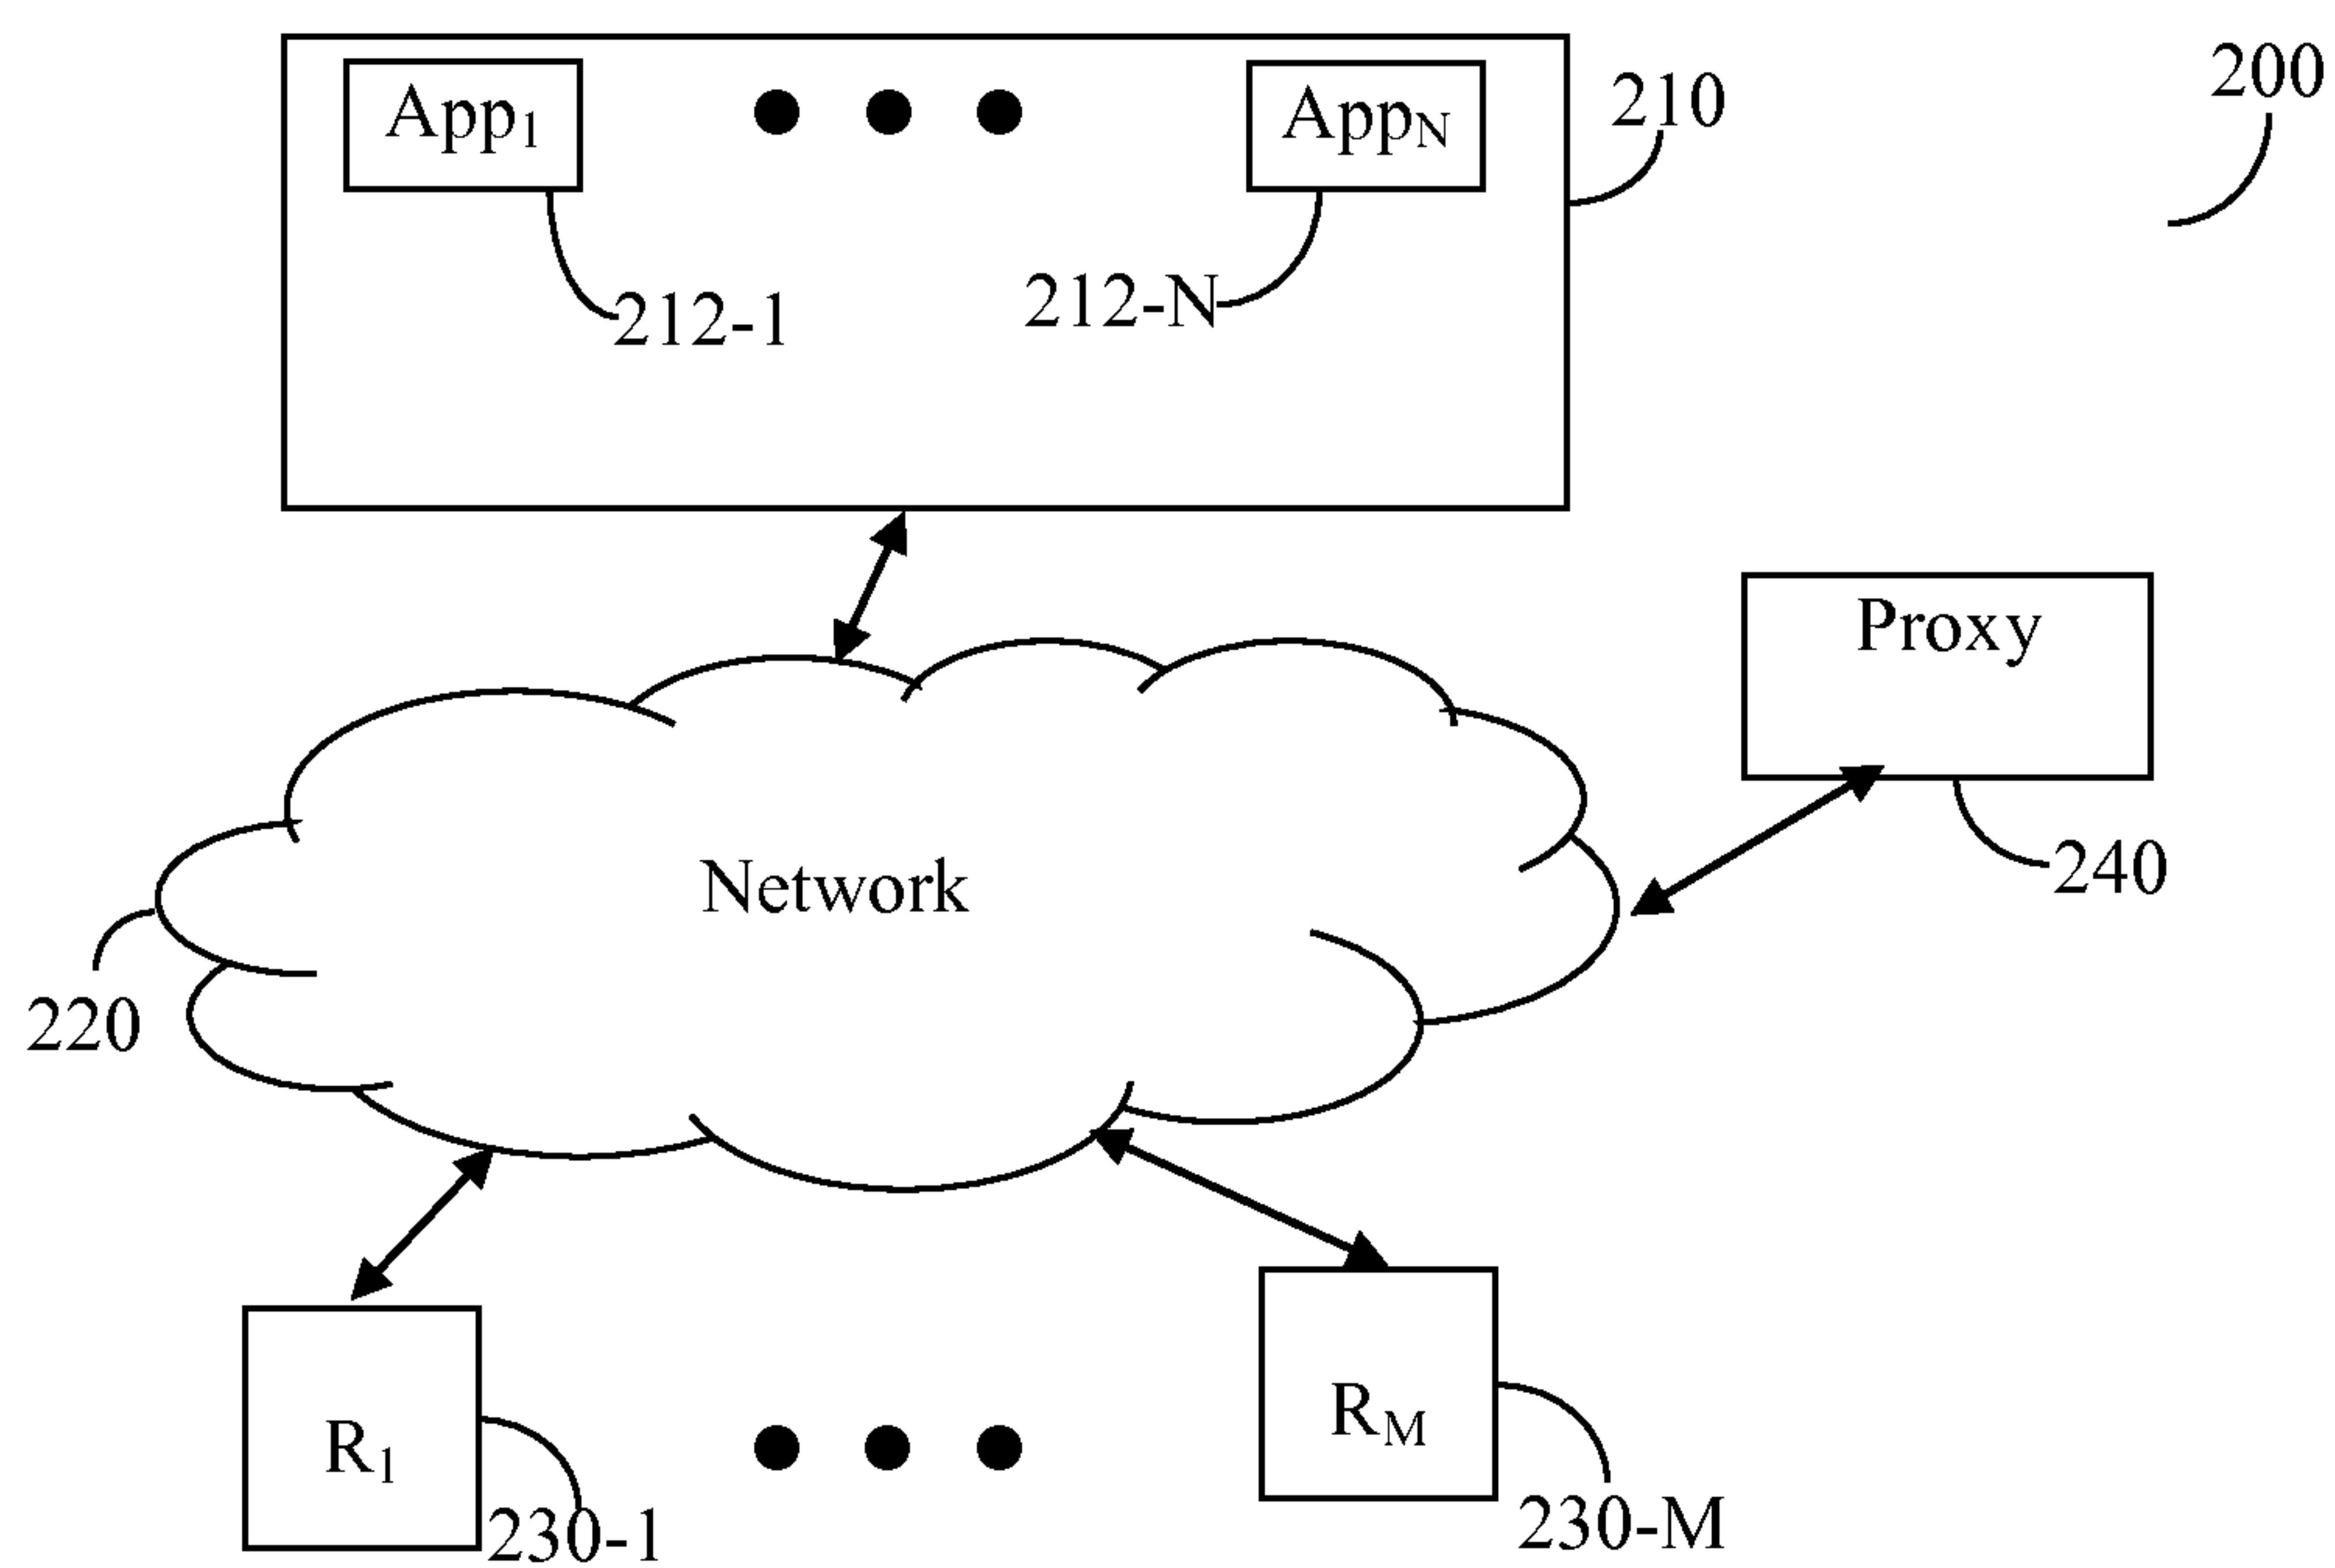 App1
AppN
210
200
212-1
212-N
Proxy
240
Network
220
R1
RM
230-1
230-M